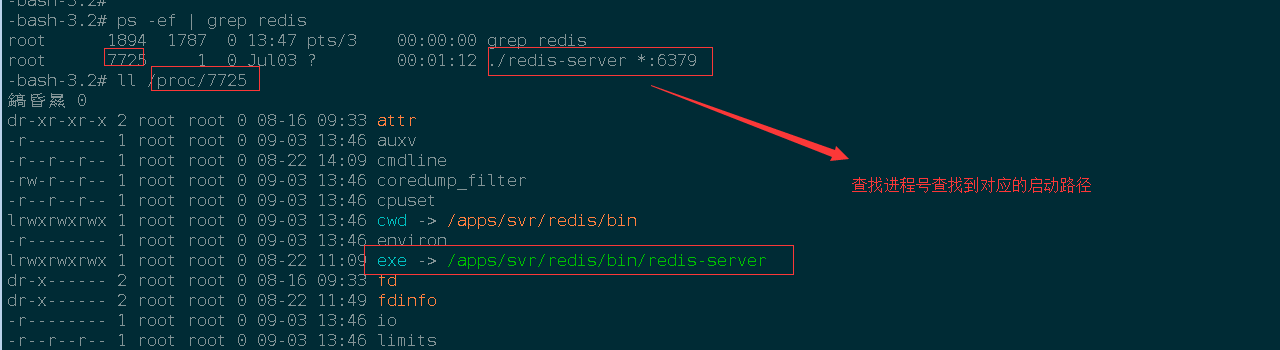 -bash-3.2#
-bash-3.2# ps -ef | grep redis
root      1894  1787  0 13:47 pts/3    00:00:00 grep redis
root      7725     1  0 Jul03 ?        00:01:12 ./redis-server *:6379
-bash-3.2# ll /proc/7725
鎬昏 0
dr-xr-xr-x 2 root root 0 08-16 09:33 attr
-r-------- 1 root root 0 09-03 13:46 auxv
-r--r--r-- 1 root root 0 08-22 14:09 cmdline
-rw-r--r-- 1 root root 0 09-03 13:46 coredump_filter
-r--r--r-- 1 root root 0 09-03 13:46 cpuset
查找进程号查找到对应的启动路径
lrwxrwxrwx 1 root root 0 09-03 13:46 cwd -> /apps/svr/redis/bin
-r-------- 1 root root 0 09-03 13:46 environ
lrwxrwxrwx 1 root root 0 08-22 11:09 exe -> /apps/svr/redis/bin/redis-server
dr-x------ 2 root root 0 08-16 09:33 fd
dr-x------ 2 root root 0 08-22 11:49 fdinfo
-r-------- 1 root root 0 09-03 13:46 io
-r--r--r-- 1 root root 0 09-03 13:46 limits